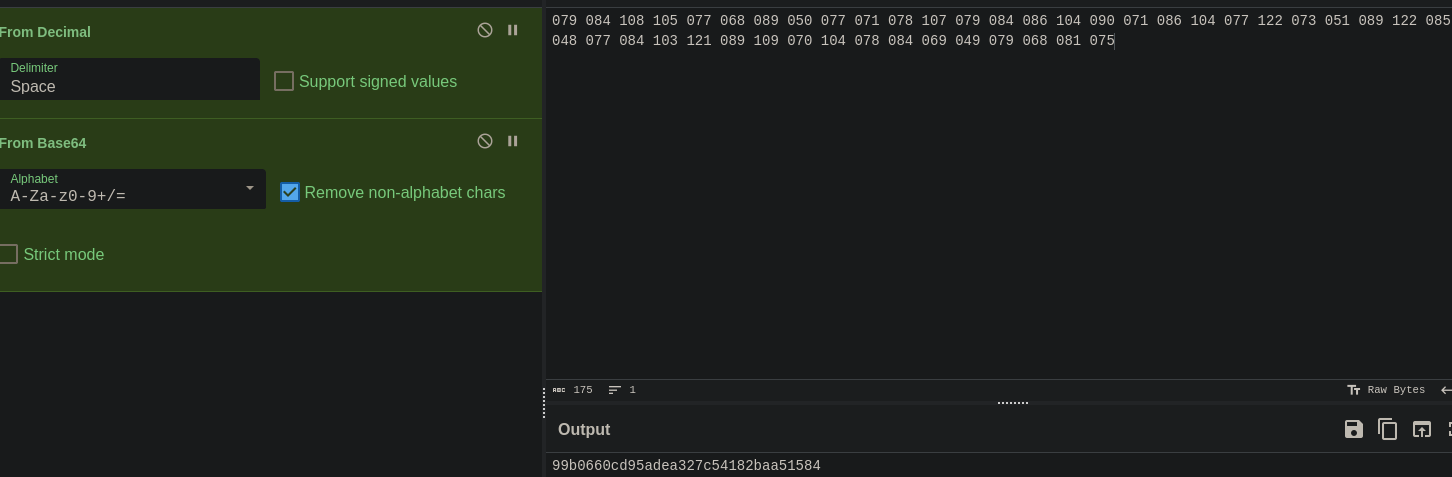 From Decimal
Delimiter
Space
Support signed values
From Base64
Alphabet
A-Za-z0-9+/=
Remove non-alphabet chars
Strict mode
079 084 108 105 077 068 089 050 077 071 078 107 079 084 086 104 090 071 086 104 077 122 073 051 089 122 085
048 077 084 103 121 089 109 070 104 078 084 069 049 079 068 081 075
ABC 175 1
Raw Bytes
Output
99b0660cd95adea327c54182baa51584